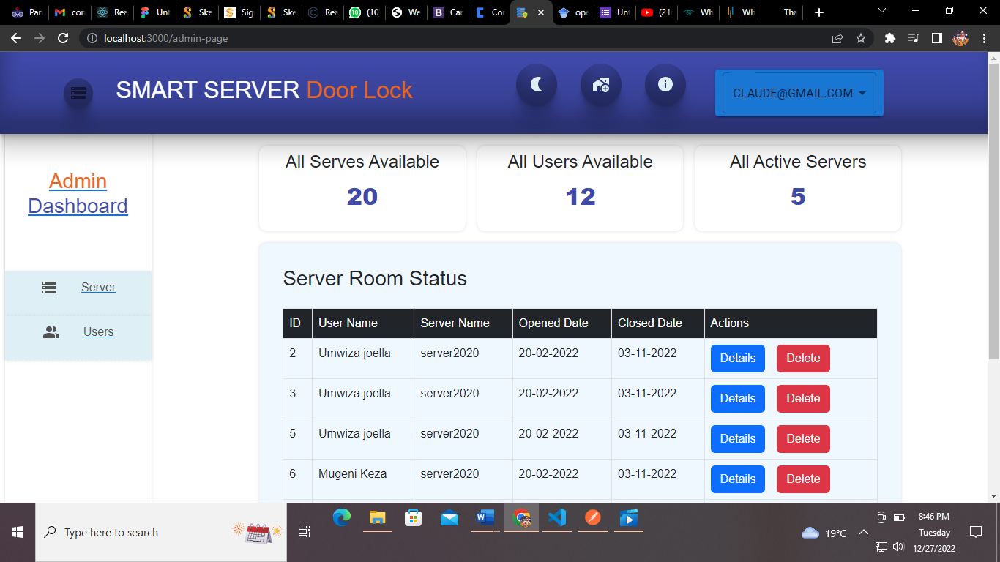 Par
con
Rea
Unt
Ske
Sig
Ske
Rea
(10
We
Car
Cor
ope
Unt
(21
Wh
Wh
Tha
localhost:3000/admin-page
SMART SERVER Door Lock
CLAUDE@GMAIL.COM
Admin
Dashboard
Server
Users
All Serves Available
20
All Users Available
12
All Active Servers
5
Server Room Status
ID User Name Server Name Opened Date Closed Date Actions
2 Umwiza joella server2020 20-02-2022 03-11-2022 Details Delete
3 Umwiza joella server2020 20-02-2022 03-11-2022 Details Delete
5 Umwiza joella server2020 20-02-2022 03-11-2022 Details Delete
6 Mugeni Keza server2020 20-02-2022 03-11-2022 Details Delete
Type here to search
19°C
8:46 PM
Tuesday
12/27/2022